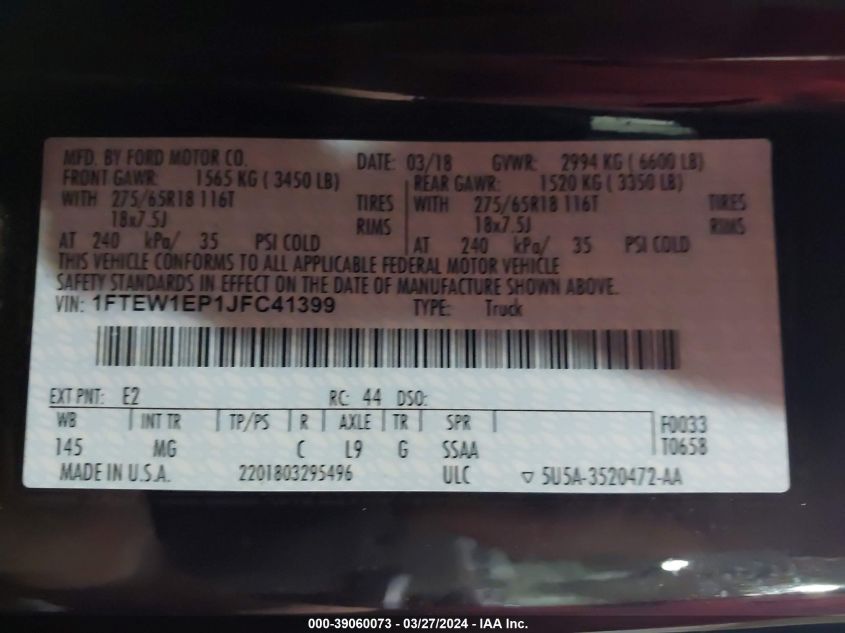 MFD. BY FORD MOTOR CO. DATE: 03/18 GVWR: 2994 KG ( 6600 LB)
FRONT GAWR: 1565 KG ( 3450 LB) REAR GAWR: 1520 KG ( 3350 LB)
WITH 275/65R18 116T TIRES WITH 275/65R18 116T TIRES
18x7.5J RIMS 18x7.5J RIMS
AT 240 kPa/ 35 PSI COLD AT 240 kPa/ 35 PSI COLD
THIS VEHICLE CONFORMS TO ALL APPLICABLE FEDERAL MOTOR VEHICLE
SAFETY STANDARDS IN EFFECT ON THE DATE OF MANUFACTURE SHOWN ABOVE.
VIN: 1FTEW1EP1JFC41399 TYPE: Truck
EXT PNT: E2 RC: 44 DSO:
WB INT TR TP/PS R AXLE TR SPR F0033
145 MG C L9 G SSAA T0658
MADE IN U.S.A. 2201803295496 ULC ▽ 5U5A-3520472-AA
000-39060073 - 03/27/2024 - IAA Inc.